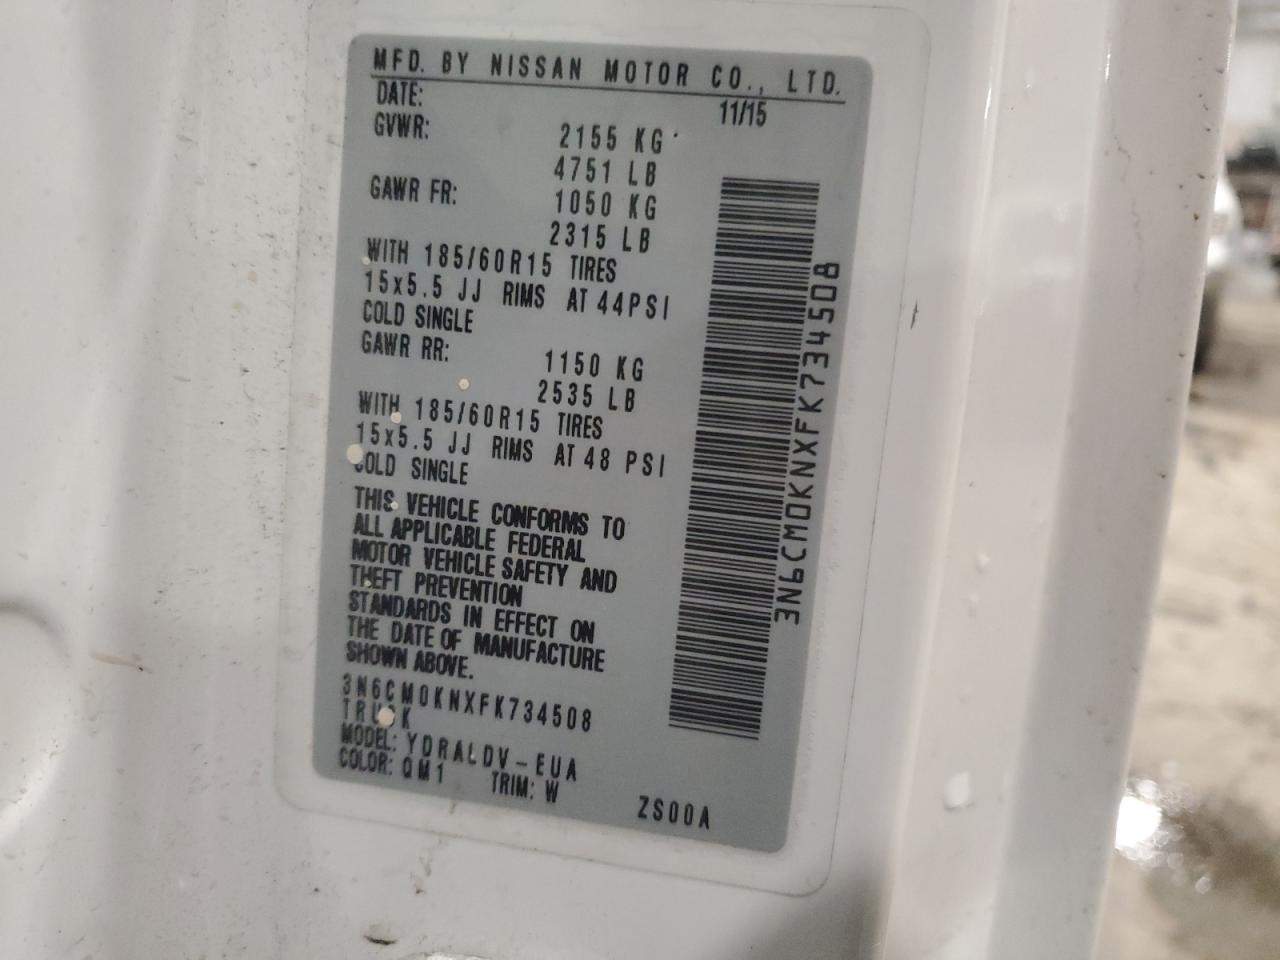 MFD. BY NISSAN MOTOR CO., LTD.
DATE: 11/15
GVWR: 2155 KG
4751 LB
GAWR FR: 1050 KG
2315 LB
WITH 185/60R15 TIRES
15x5.5 JJ RIMS AT 44PSI
COLD SINGLE
GAWR RR: 1150 KG
2535 LB
WITH 185/60R15 TIRES
15x5.5 JJ RIMS AT 48 PSI
COLD SINGLE
THIS VEHICLE CONFORMS TO
ALL APPLICABLE FEDERAL
MOTOR VEHICLE SAFETY AND
THEFT PREVENTION
STANDARDS IN EFFECT ON
THE DATE OF MANUFACTURE
SHOWN ABOVE.
3N6CM0KNXFK734508
TRUCK
MODEL: YDRALDV-EUA
COLOR: QM1 TRIM: W ZS00A
3N6CM0KNXFK734508